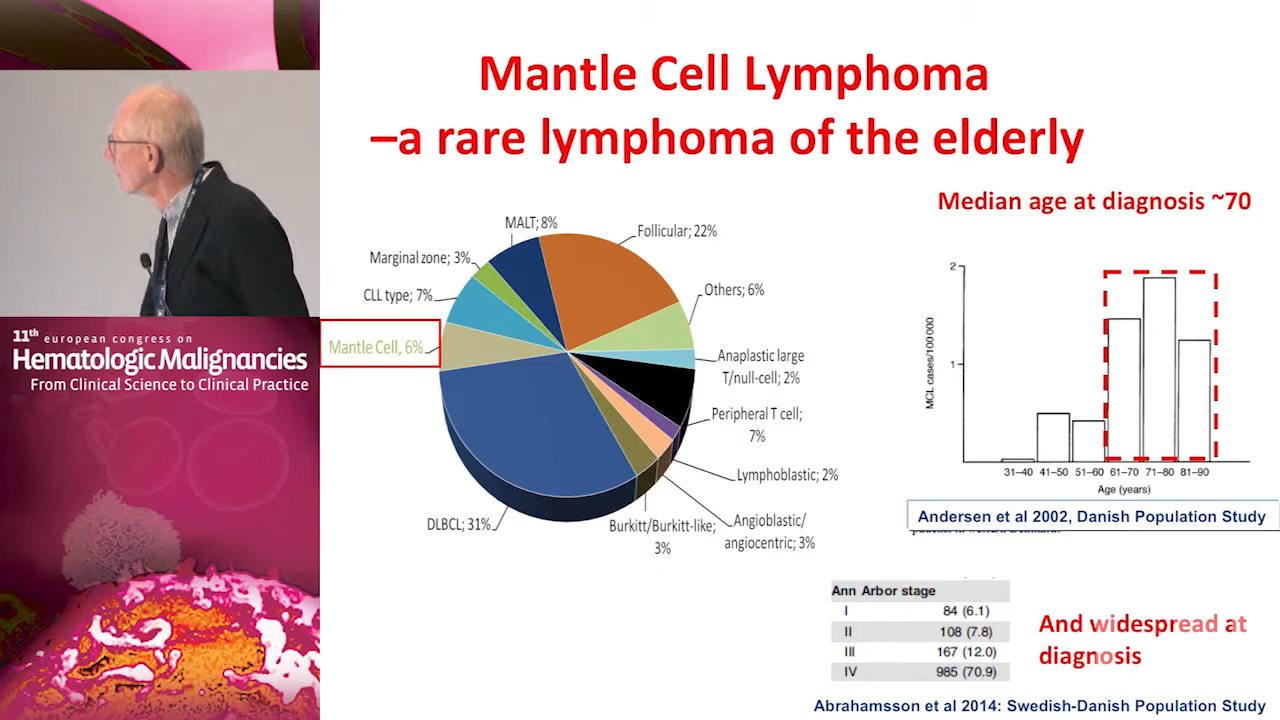 Mantle Cell Lymphoma
–a rare lymphoma of the elderly
Median age at diagnosis ~70
MALT; 8%
Follicular; 22%
Marginal zone; 3%
CLL type; 7%
Others; 6%
Mantle Cell, 6%
Anaplastic large
T/null-cell; 2%
Peripheral T cell;
7%
Lymphoblastic; 2%
Angioblastic/
angiocentric; 3%
Burkitt/Burkitt-like;
3%
DLBCL; 31%
2
1
MCL cases/100000
31–40 41–50 51–60 61–70 71–80 81–90
Age (years)
Andersen et al 2002, Danish Population Study
11th european congress on
Hematologic Malignancies
From Clinical Science to Clinical Practice
Ann Arbor stage
I 84 (6.1)
II 108 (7.8)
III 167 (12.0)
IV 985 (70.9)
And widespread at
diagnosis
Abrahamsson et al 2014: Swedish-Danish Population Study